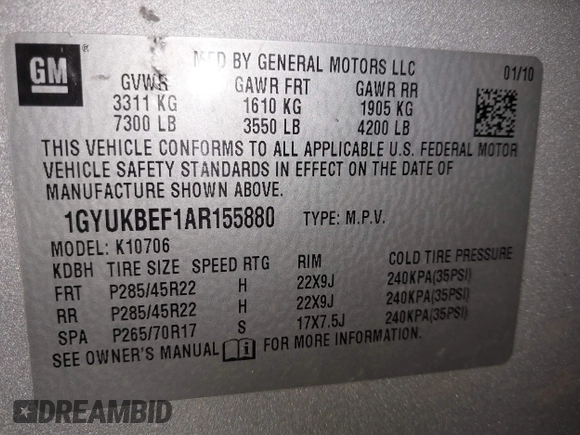 GM
®
MFD BY GENERAL MOTORS LLC
01/10
GVWR GAWR FRT GAWR RR
3311 KG 1610 KG 1905 KG
7300 LB 3550 LB 4200 LB
THIS VEHICLE CONFORMS TO ALL APPLICABLE U.S. FEDERAL MOTOR
VEHICLE SAFETY STANDARDS IN EFFECT ON THE DATE OF
MANUFACTURE SHOWN ABOVE.
1GYUKBEF1AR155880 TYPE: M.P.V.
MODEL: K10706
KDBH TIRE SIZE SPEED RTG RIM COLD TIRE PRESSURE
FRT P285/45R22 H 22X9J 240KPA(35PSI)
RR P285/45R22 H 22X9J 240KPA(35PSI)
SPA P265/70R17 S 17X7.5J 240KPA(35PSI)
SEE OWNER'S MANUAL FOR MORE INFORMATION.
DREAMBID